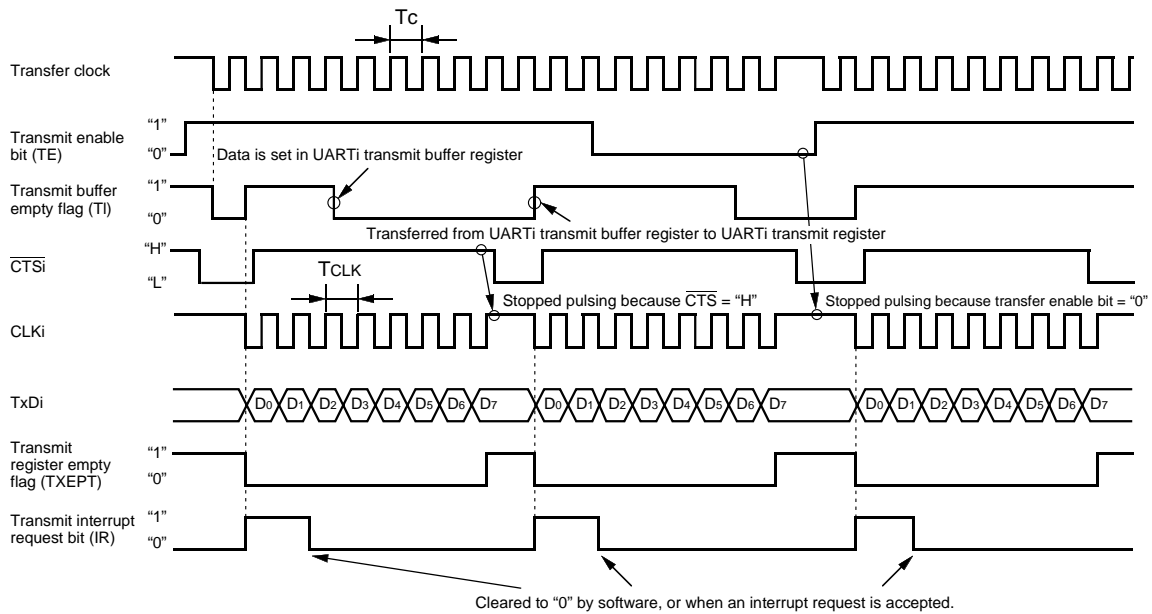 Tc
Transfer clock
Transmit enable
bit (TE)
“1”
“0”
Data is set in UARTi transmit buffer register
Transmit buffer
empty flag (TI)
“1”
“0”
Transferred from UARTi transmit buffer register to UARTi transmit register
CTSi
“H”
“L”
TCLK
Stopped pulsing because CTS = “H”
Stopped pulsing because transfer enable bit = “0”
CLKi
TxDi
D0 D1 D2 D3 D4 D5 D6 D7 D0 D1 D2 D3 D4 D5 D6 D7 D0 D1 D2 D3 D4 D5 D6 D7
Transmit
register empty
flag (TXEPT)
“1”
“0”
Transmit interrupt
request bit (IR)
“1”
“0”
Cleared to “0” by software, or when an interrupt request is accepted.